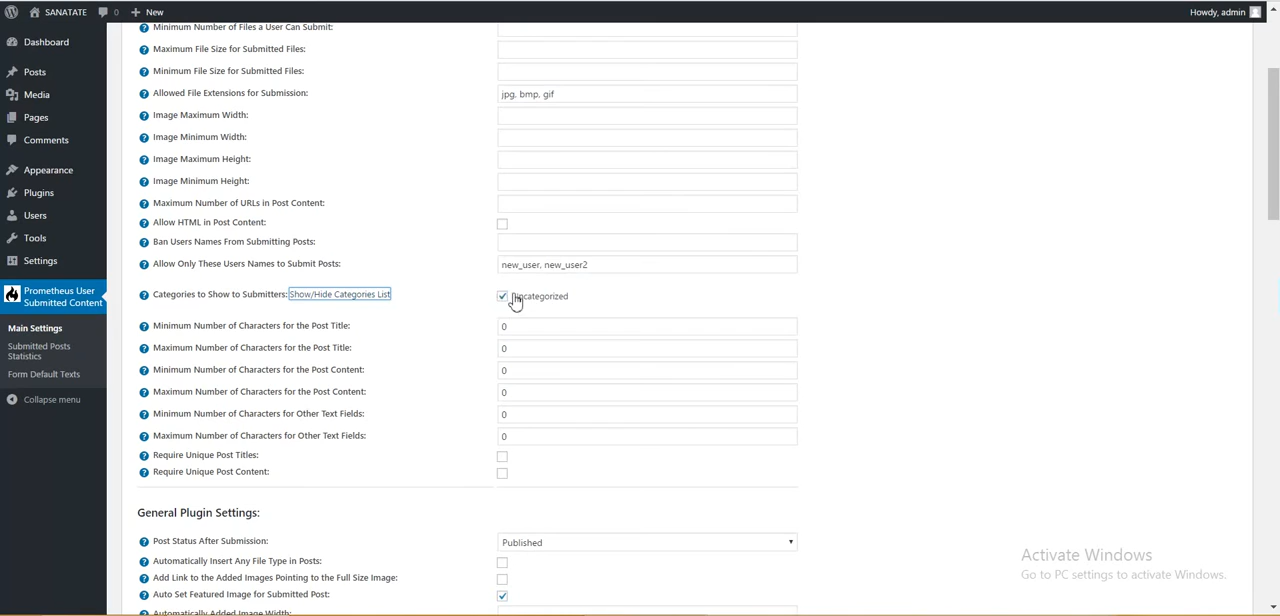 SANATATE 0 + New Howdy, admin
Dashboard
Posts
Media
Pages
Comments
Appearance
Plugins
Users
Tools
Settings
Prometheus User
Submitted Content
Main Settings
Submitted Posts
Statistics
Form Default Texts
Collapse menu
Minimum Number of Files a User Can Submit:
Maximum File Size for Submitted Files:
Minimum File Size for Submitted Files:
Allowed File Extensions for Submission: jpg, bmp, gif
Image Maximum Width:
Image Minimum Width:
Image Maximum Height:
Image Minimum Height:
Maximum Number of URLs in Post Content:
Allow HTML in Post Content:
Ban Users Names From Submitting Posts:
Allow Only These Users Names to Submit Posts: new_user, new_user2
Categories to Show to Submitters: Show/Hide Categories List Uncategorized
Minimum Number of Characters for the Post Title: 0
Maximum Number of Characters for the Post Title: 0
Minimum Number of Characters for the Post Content: 0
Maximum Number of Characters for the Post Content: 0
Minimum Number of Characters for Other Text Fields: 0
Maximum Number of Characters for Other Text Fields: 0
Require Unique Post Titles:
Require Unique Post Content:
General Plugin Settings:
Post Status After Submission: Published
Automatically Insert Any File Type in Posts:
Add Link to the Added Images Pointing to the Full Size Image:
Auto Set Featured Image for Submitted Post:
Automatically Added Image Width:
Activate Windows
Go to PC settings to activate Windows.